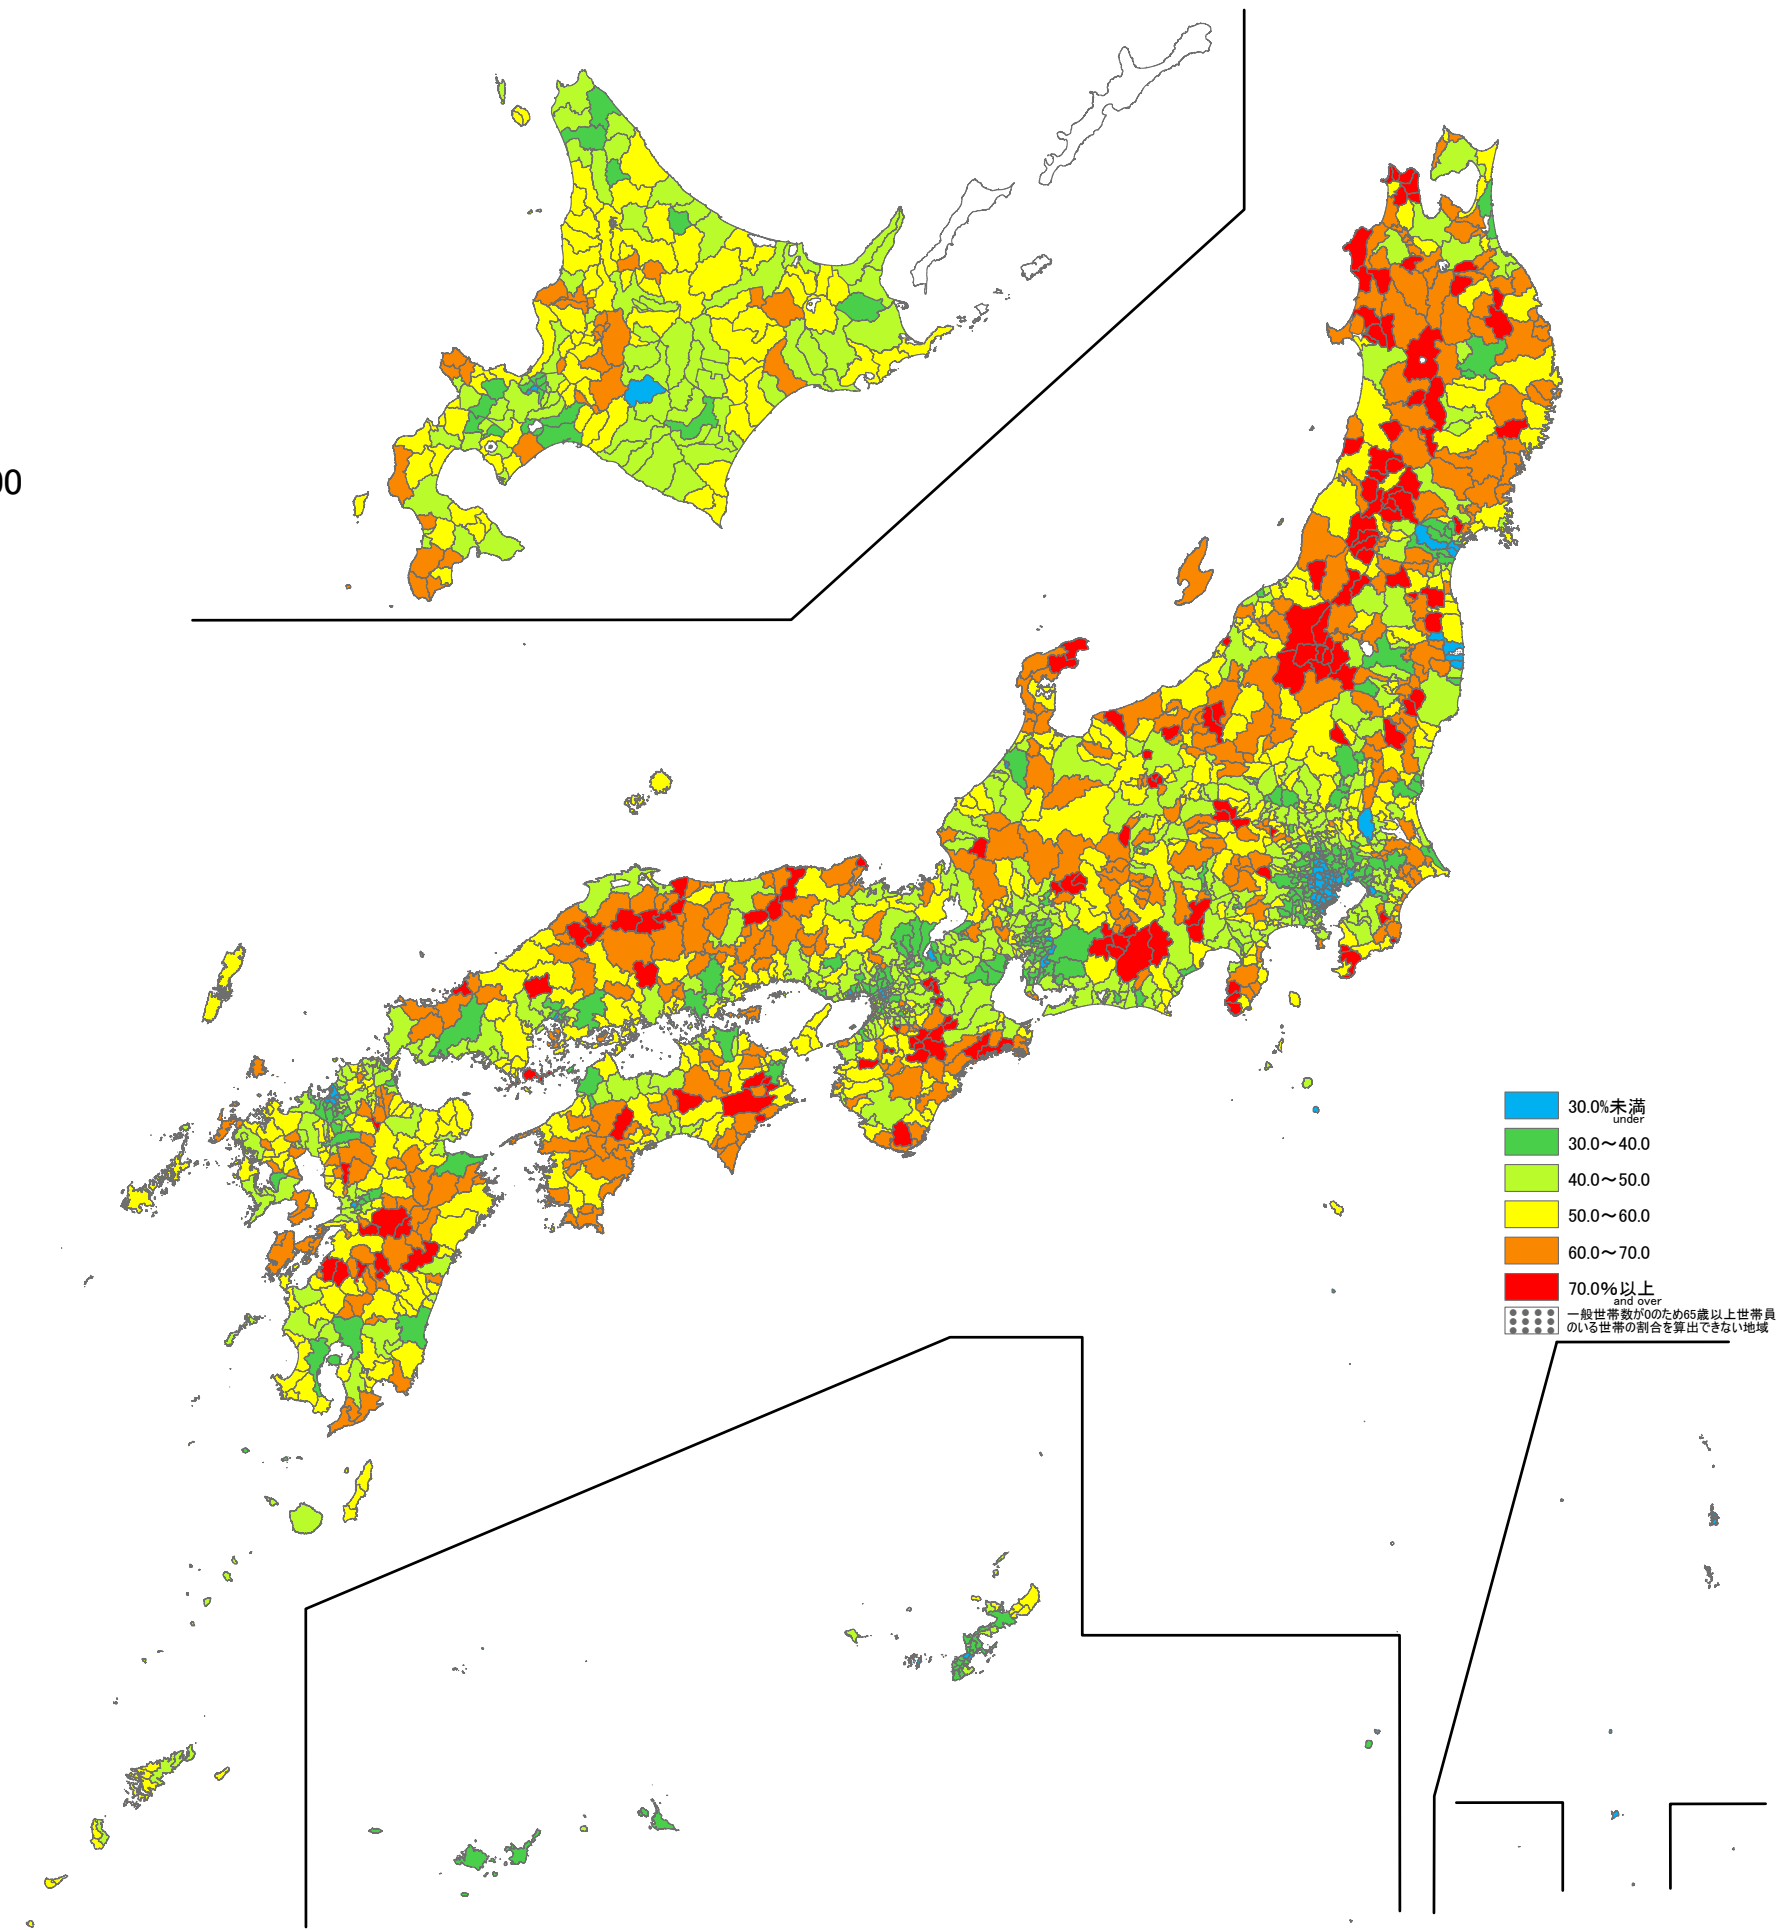 00
30.0%未満
under
30.0～40.0
40.0～50.0
50.0～60.0
60.0～70.0
70.0%以上
and over
一般世帯数が0のため65歳以上世帯員
のいる世帯の割合を算出できない地域